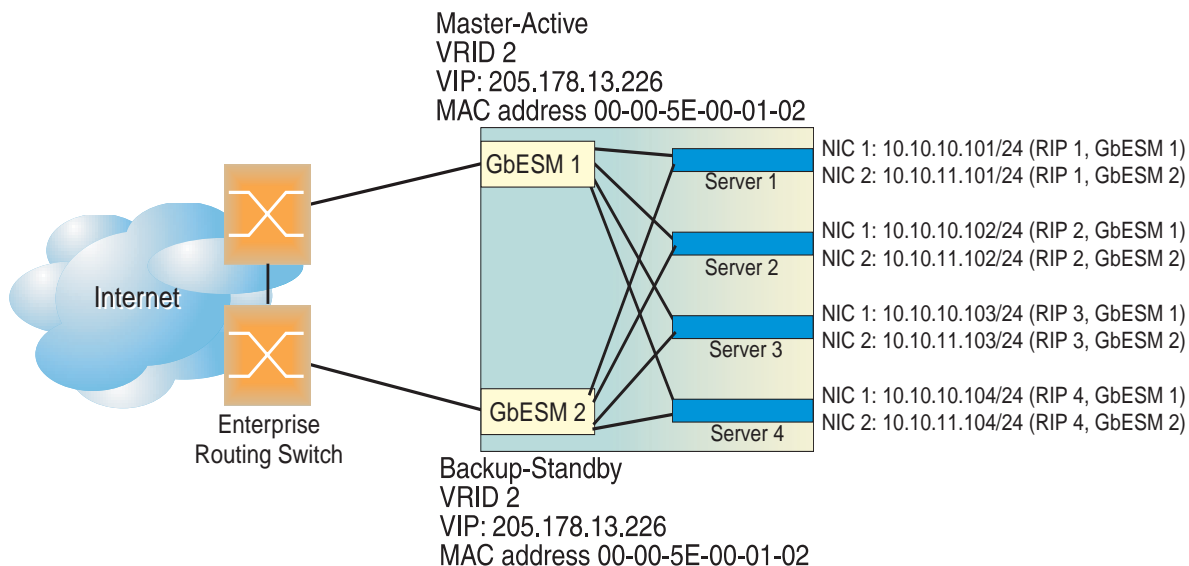 Master-Active
VRID 2
VIP: 205.178.13.226
MAC address 00-00-5E-00-01-02
GbESM 1
Server 1
NIC 1: 10.10.10.101/24 (RIP 1, GbESM 1)
NIC 2: 10.10.11.101/24 (RIP 1, GbESM 2)
Server 2
NIC 1: 10.10.10.102/24 (RIP 2, GbESM 1)
NIC 2: 10.10.11.102/24 (RIP 2, GbESM 2)
Internet
Server 3
NIC 1: 10.10.10.103/24 (RIP 3, GbESM 1)
NIC 2: 10.10.11.103/24 (RIP 3, GbESM 2)
GbESM 2
Server 4
NIC 1: 10.10.10.104/24 (RIP 4, GbESM 1)
NIC 2: 10.10.11.104/24 (RIP 4, GbESM 2)
Enterprise
Routing Switch
Backup-Standby
VRID 2
VIP: 205.178.13.226
MAC address 00-00-5E-00-01-02